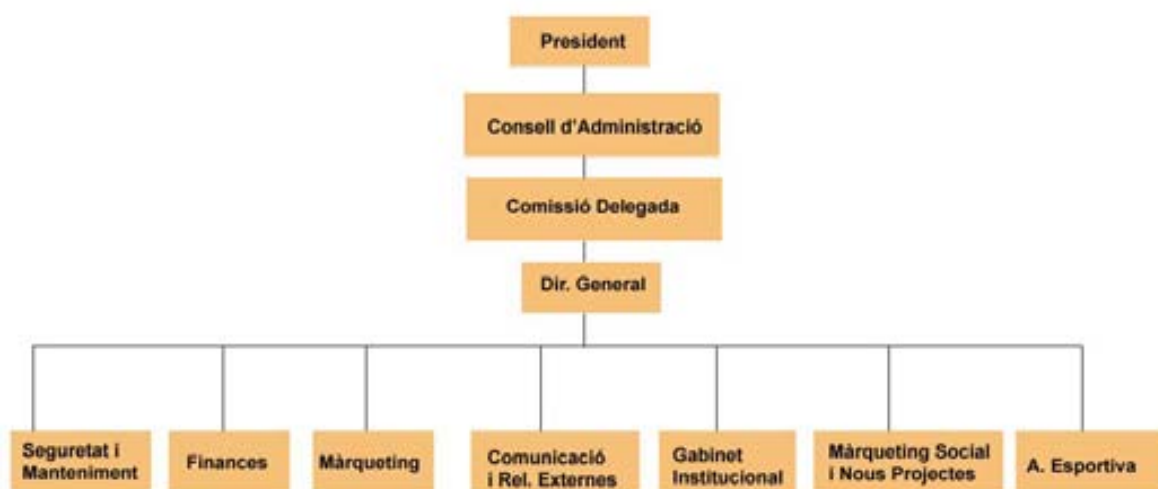 President
Consell d'Administració
Comissió Delegada
Dir. General
Seguretat i
Manteniment
Finances
Màrqueting
Comunicació
i Rel. Externes
Gabinet
Institucional
Màrqueting Social
i Nous Projectes
A. Esportiva